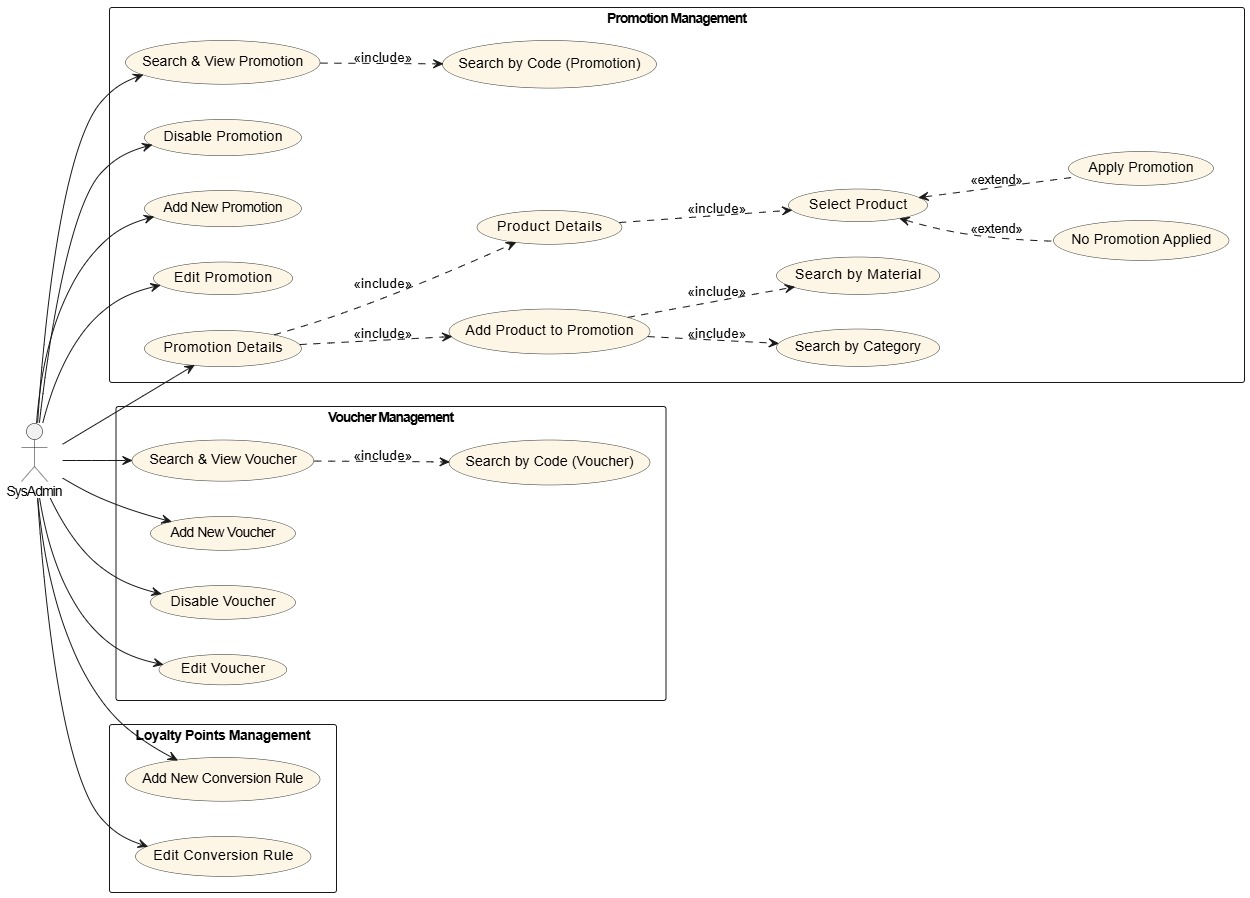 Promotion Management
Search & View Promotion
«include»
Search by Code (Promotion)
Disable Promotion
Apply Promotion
«extend»
Add New Promotion
Select Product
«include»
Product Details
«extend»
No Promotion Applied
Edit Promotion
«include»
Search by Material
«include»
Add Product to Promotion
«include»
Promotion Details
«include»
Search by Category
Voucher Management
Search & View Voucher
«include»
Search by Code (Voucher)
SysAdmin
Add New Voucher
Disable Voucher
Edit Voucher
Loyalty Points Management
Add New Conversion Rule
Edit Conversion Rule